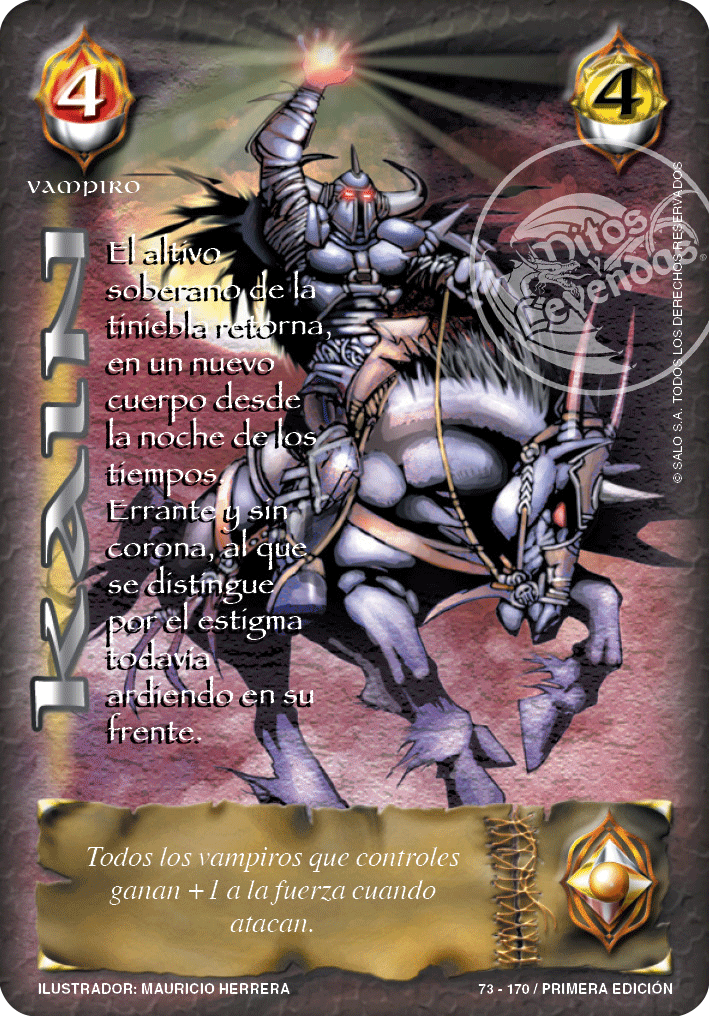 4
4
VAMPIRO
KAIN
El altivo
soberano de la
tiniebla retorna,
en un nuevo
cuerpo desde
la noche de los
tiempos.
Errante y sin
corona, al que
se distingue
por el estigma
todavía
ardiendo en su
frente.
Mitos
y
Leyendas
®
© SALO S.A. TODOS LOS DERECHOS RESERVADOS
Todos los vampiros que controles
ganan +1 a la fuerza cuando
atacan.
ILUSTRADOR: MAURICIO HERRERA
73 - 170 / PRIMERA EDICIÓN